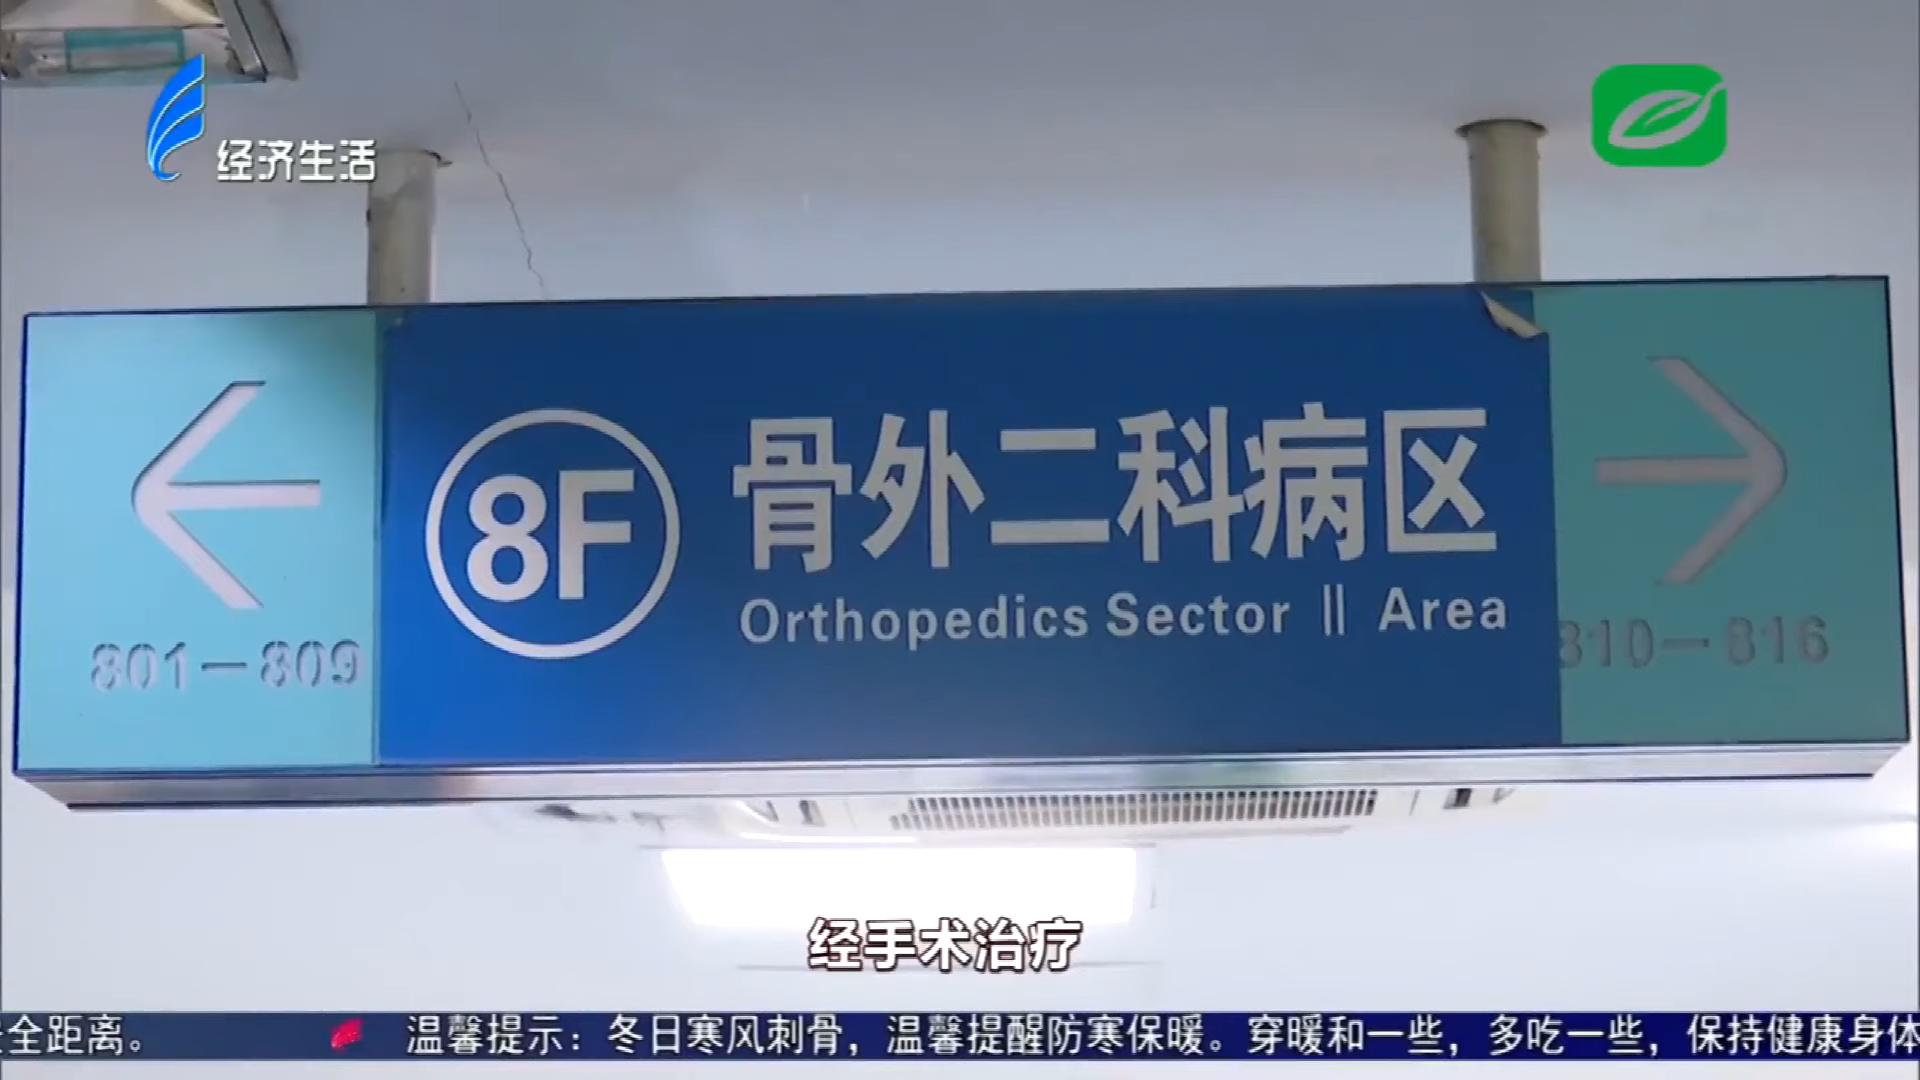 经济生活
8F
骨外二科病区
Orthopedics Sector II Area
801-809
810-816
经手术治疗
全距离。 温馨提示：冬日寒风刺骨，温馨提醒防寒保暖。穿暖和一些，多吃一些，保持健康身体